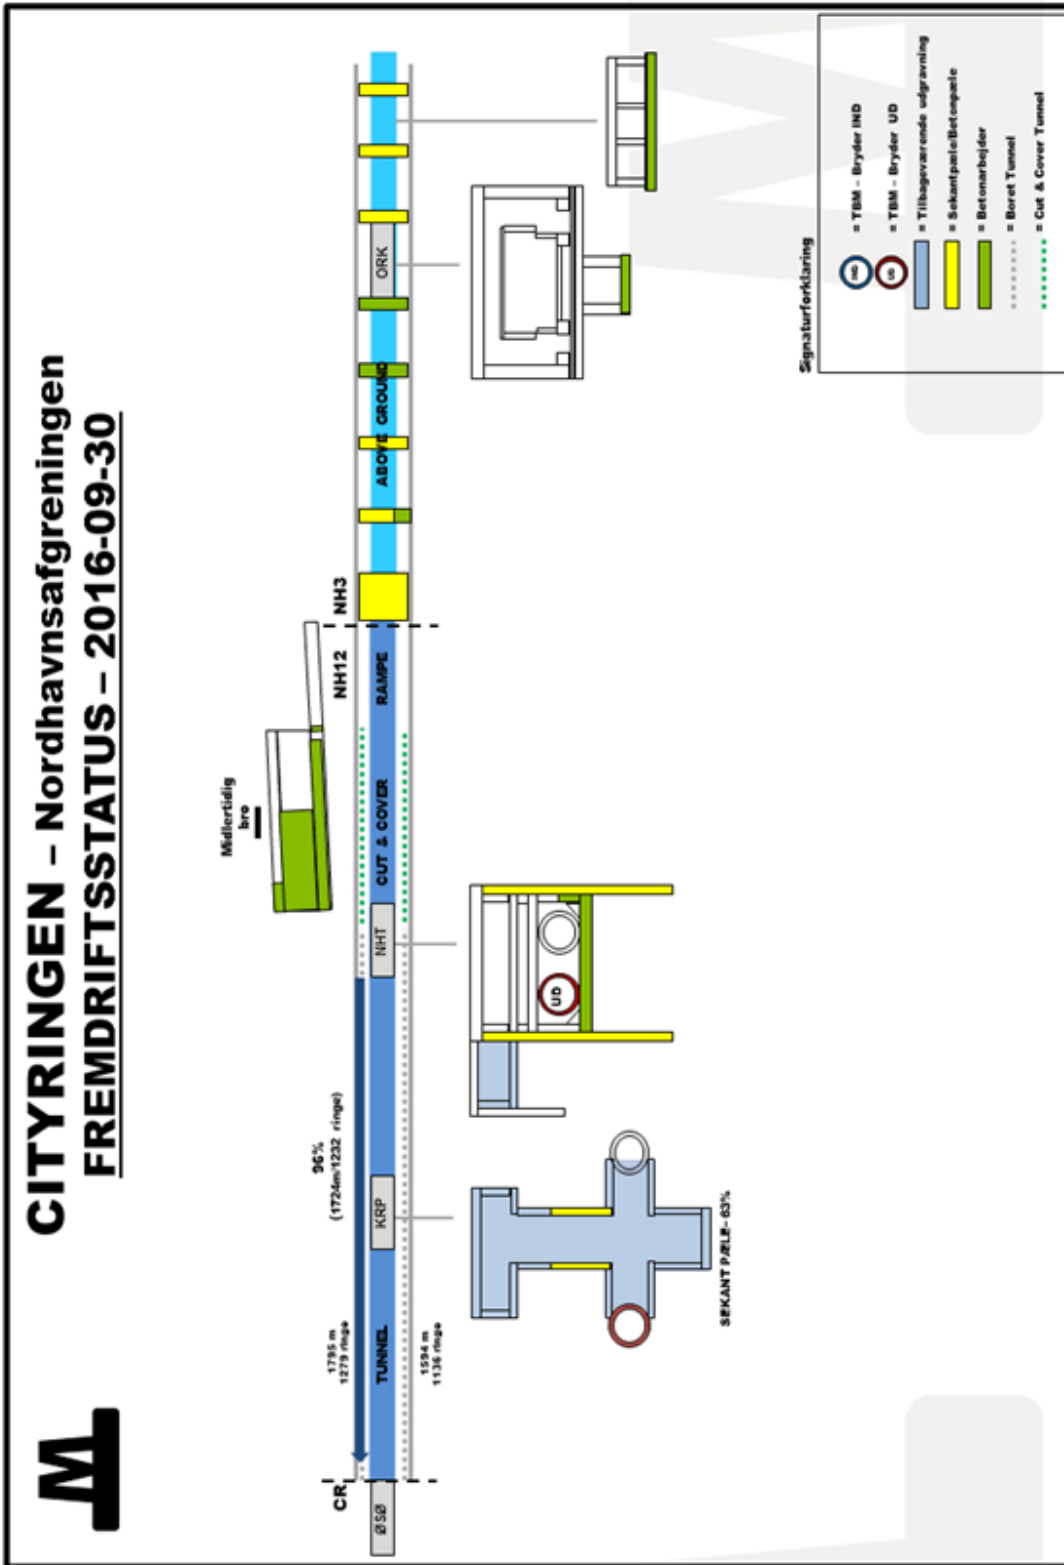 M
CITYRINGEN – Nordhavnsafgreningen
FREMDRIFTSSTATUS – 2016-09-30
Midlertidig
bro
96%
(1724m/1232 ringe)
1795 m
1279 ringe
CR
NH12
NH3
ØSØ
TUNNEL
KRP
NHT
CUT & COVER
RAMPE
ABOVE GROUND
ORK
1594 m
1136 ringe
UD
SEKANT PÆLE- 63%
Signaturforklaring
IND = TBM – Bryder IND
UD = TBM – Bryder UD
= Tilbageværende udgravning
= Sekantpæle/Betonpæle
= Betonarbejder
= Boret Tunnel
= Cut & Cover Tunnel